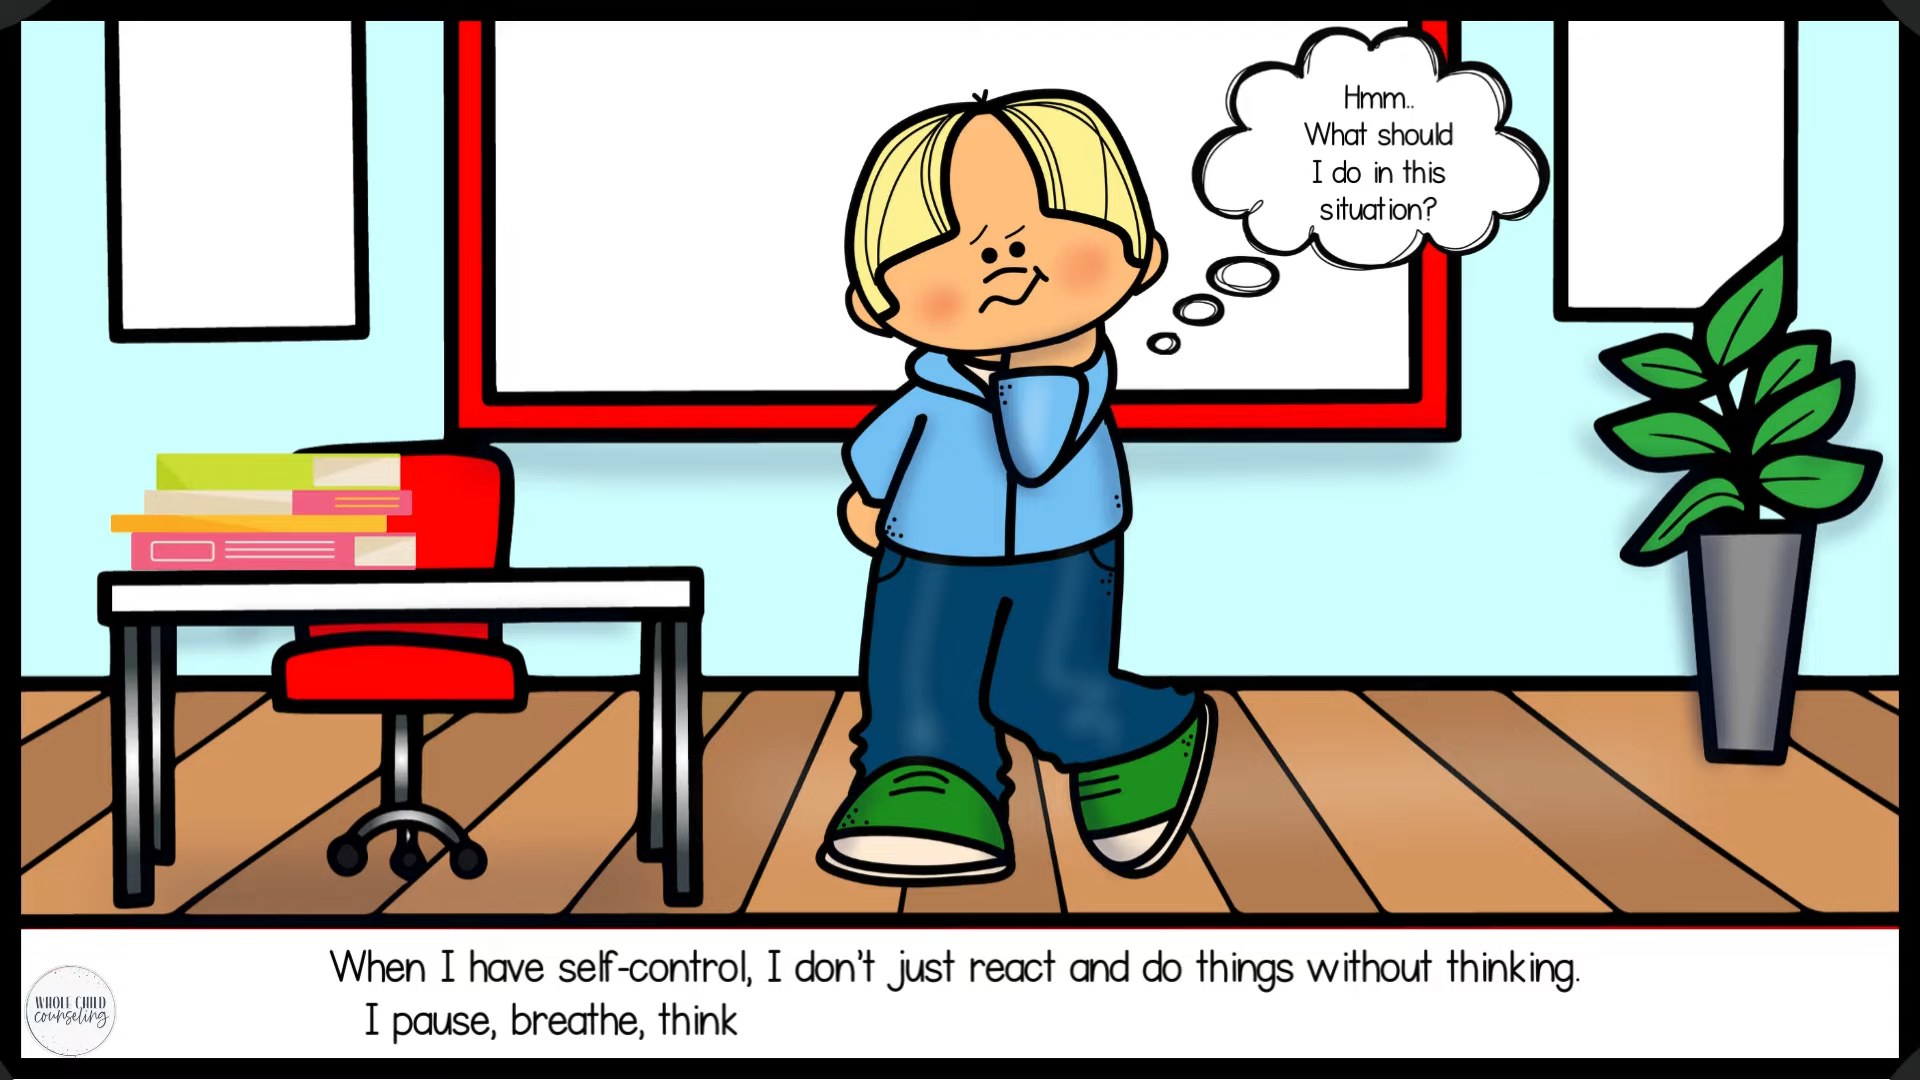 Hmm..
What should
I do in this
situation?
When I have self-control, I don't just react and do things without thinking.
I pause, breathe, think
WHOLE CHILD
counseling